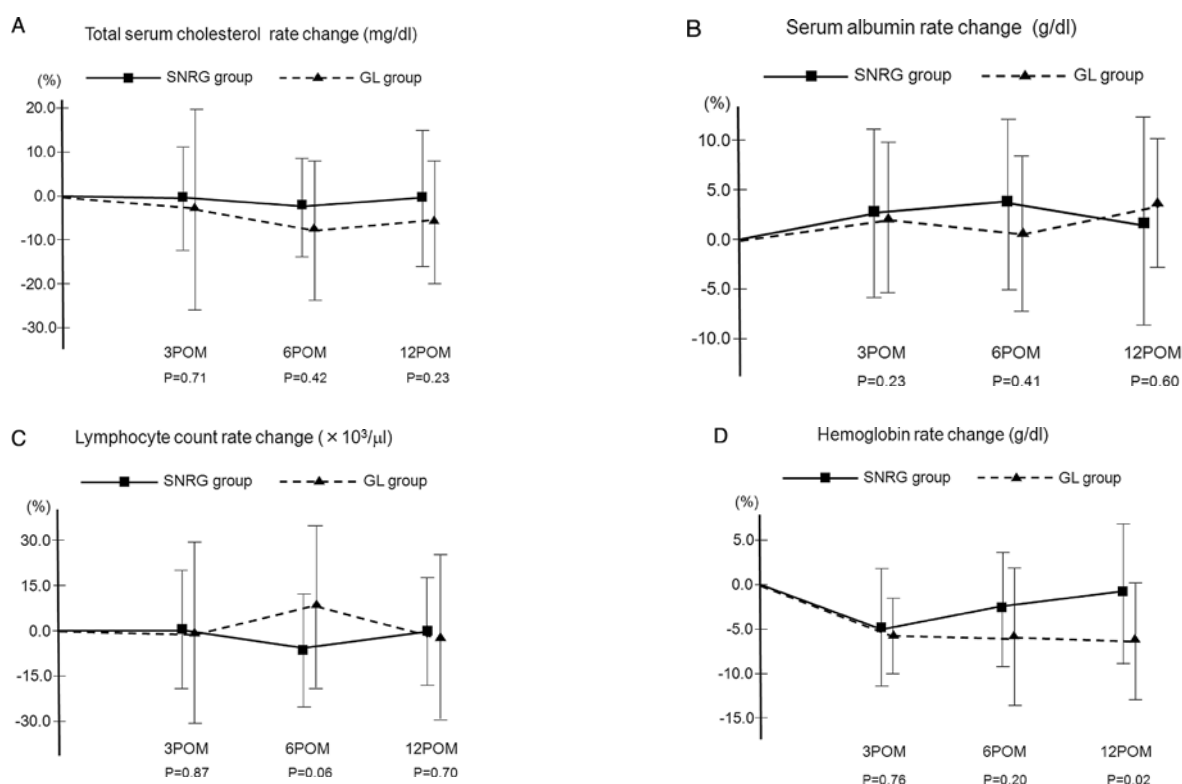 A
Total serum cholesterol rate change (mg/dl)
(%)
SNRG group
GL group
20.0
10.0
0.0
-10.0
-20.0
-30.0
3POM
6POM
12POM
P=0.71
P=0.42
P=0.23
B
Serum albumin rate change (g/dl)
SNRG group
GL group
(%)
10.0
5.0
0.0
-5.0
-10.0
3POM
6POM
12POM
P=0.23
P=0.41
P=0.60
C
Lymphocyte count rate change (×10³/μl)
SNRG group
GL group
(%)
30.0
15.0
0.0
-15.0
-30.0
3POM
6POM
12POM
P=0.87
P=0.06
P=0.70
D
Hemoglobin rate change (g/dl)
SNRG group
GL group
(%)
5.0
0.0
-5.0
-10.0
-15.0
3POM
6POM
12POM
P=0.76
P=0.20
P=0.02